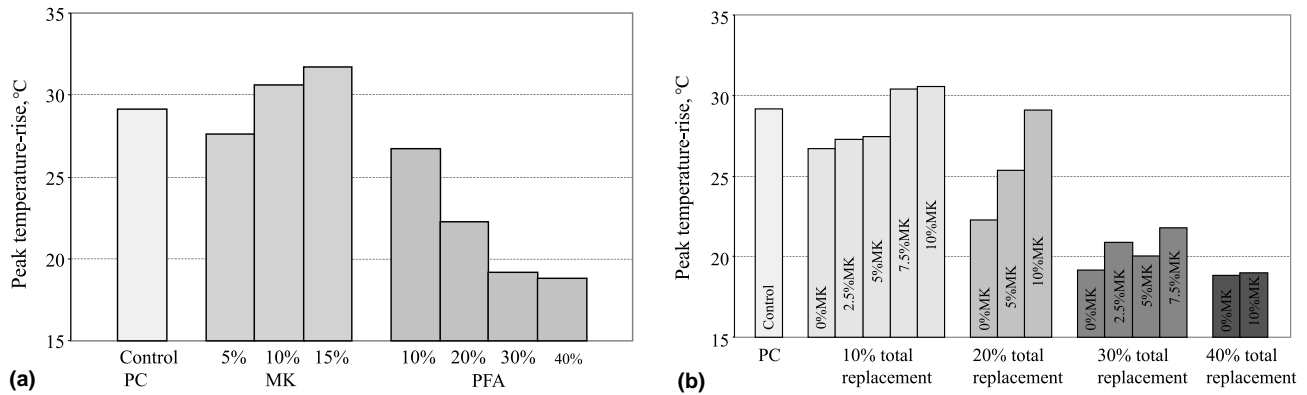 35
30
25
20
15
Peak temperature-rise, °C
Control
PC
5% 10% 15%
MK
10% 20% 30% 40%
PFA
(a)
35
30
25
20
15
Peak temperature-rise, °C
Control
0%MK
2.5%MK
5%MK
7.5%MK
10%MK
0%MK
5%MK
10%MK
0%MK
2.5%MK
5%MK
7.5%MK
0%MK
10%MK
PC
10% total
replacement
20% total
replacement
30% total
replacement
40% total
replacement
(b)